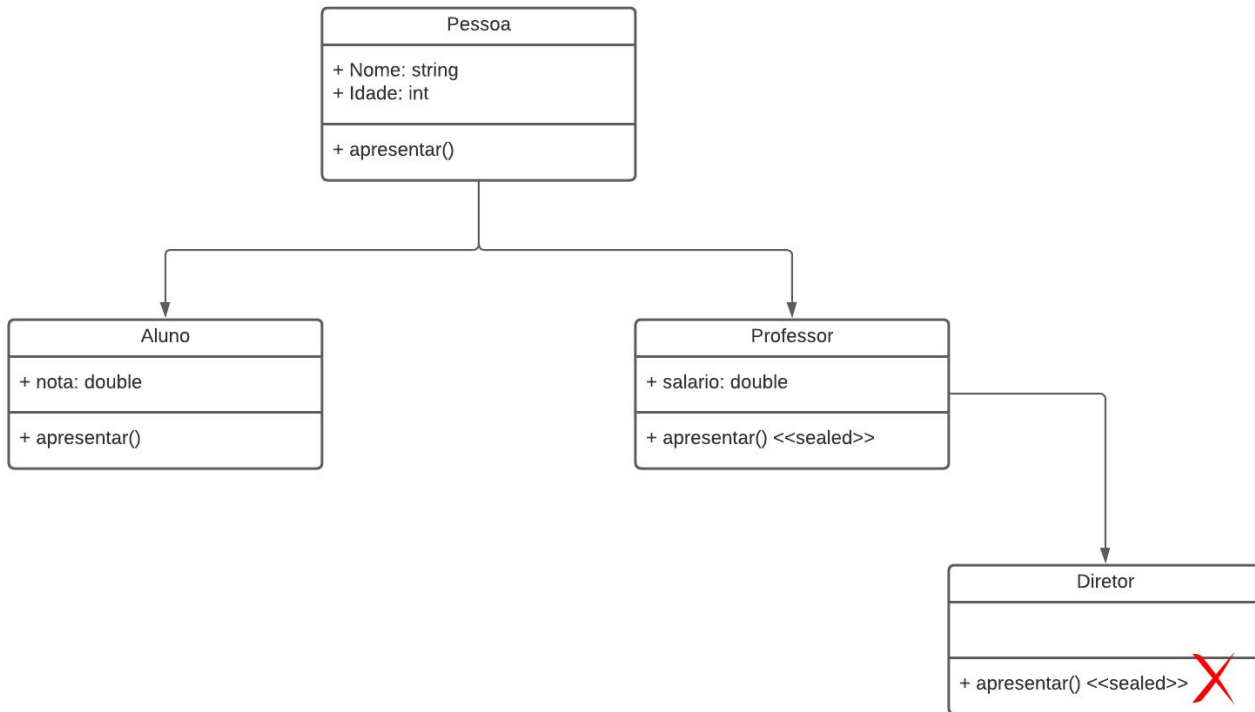 Pessoa
+ Nome: string
+ Idade: int
+ apresentar()
Aluno
+ nota: double
+ apresentar()
Professor
+ salario: double
+ apresentar() <<sealed>>
Diretor
+ apresentar() <<sealed>>